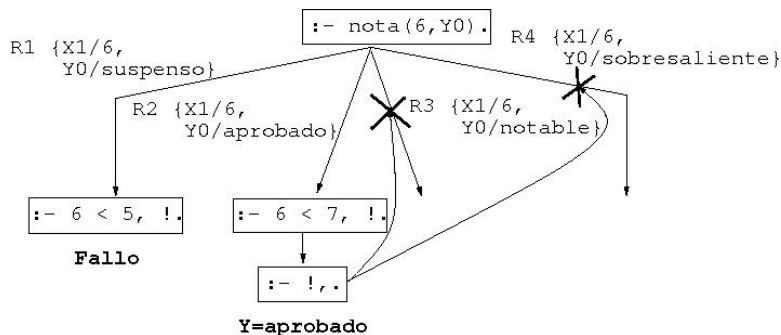 :- nota(6,Y0).
R1 {X1/6,
Y0/suspenso}
R2 {X1/6,
Y0/aprobado}
R3 {X1/6,
Y0/notable}
R4 {X1/6,
Y0/sobresaliente}
:- 6 < 5, !.
Fallo
:- 6 < 7, !.
:- !,.
Y=aprobado